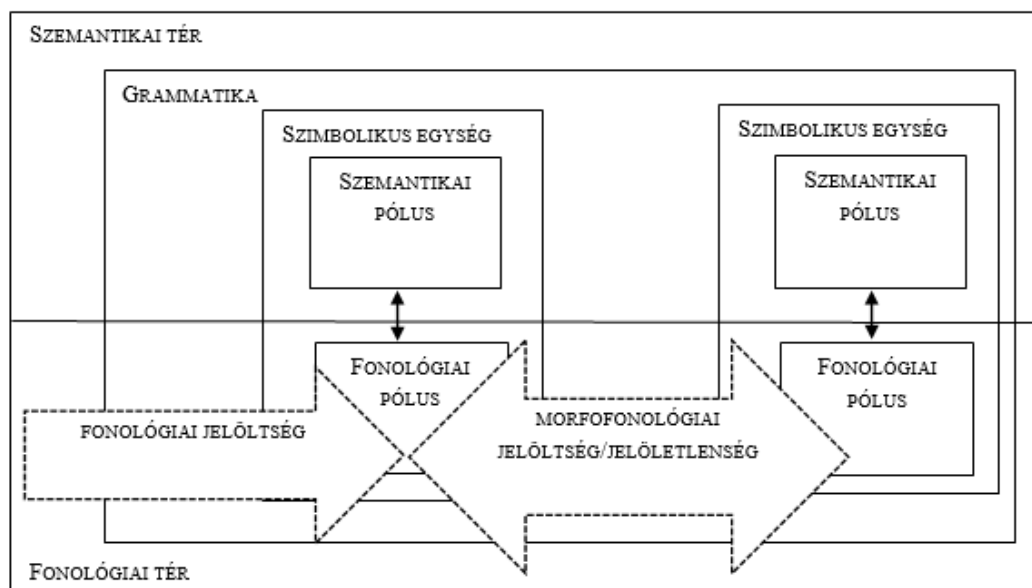 SZEMANTIKAI TÉR
GRAMMATIKA
SZIMBOLIKUS EGYSÉG
SZEMANTIKAI
PÓLUS
SZIMBOLIKUS EGYSÉG
SZEMANTIKAI
PÓLUS
FONOLÓGIAI
PÓLUS
FONOLÓGIAI
PÓLUS
FONOLÓGIAI JELÖLTSÉG
MORFOFONOLÓGIAI
JELÖLTSÉG/JELÖLETLENSÉG
FONOLÓGIAI TÉR